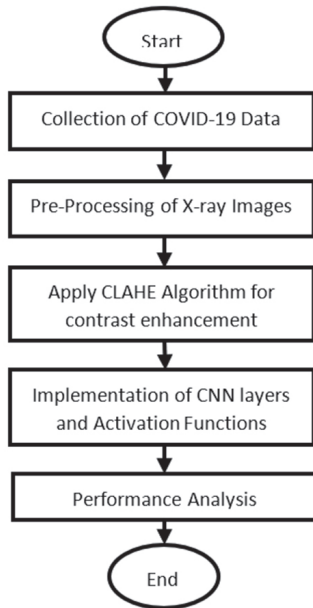 Start
Collection of COVID-19 Data
Pre-Processing of X-ray Images
Apply CLAHE Algorithm for
contrast enhancement
Implementation of CNN layers
and Activation Functions
Performance Analysis
End